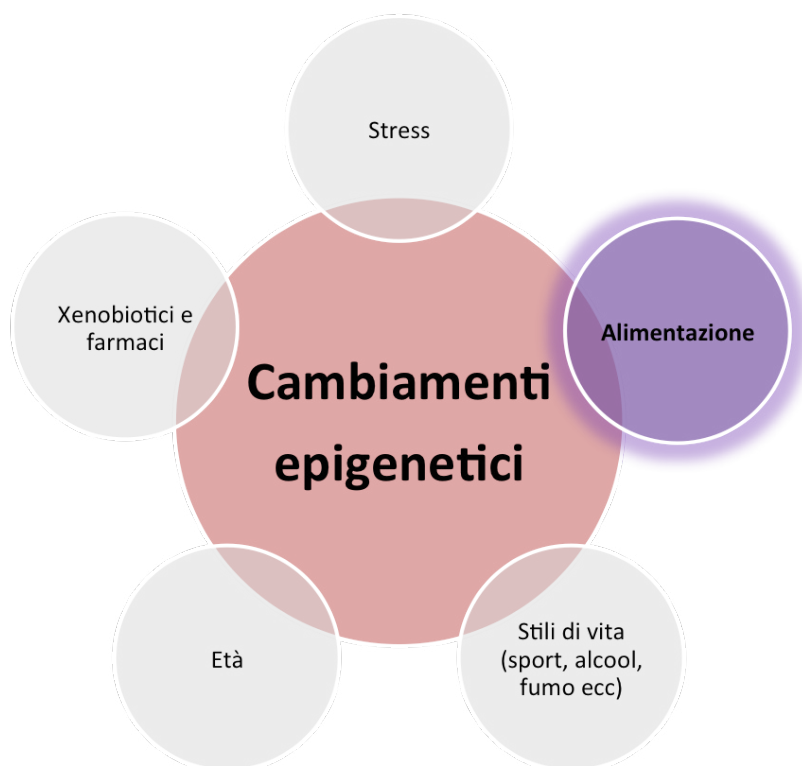 Stress
Xenobiotici e
farmaci
Alimentazione
Cambiamenti
epigenetici
Età
Stili di vita
(sport, alcool,
fumo ecc)